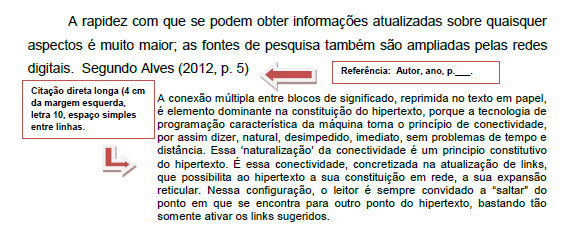 A rapidez com que se podem obter informações atualizadas sobre quaisquer
aspectos é muito maior; as fontes de pesquisa também são ampliadas pelas redes
digitais. Segundo Alves (2012, p. 5)
Referência: Autor, ano, p.___.
Citação direta longa (4 cm
da margem esquerda,
letra 10, espaço simples
entre linhas.
A conexão múltipla entre blocos de significado, reprimida no texto em papel,
é elemento dominante na constituição do hipertexto, porque a tecnologia de
programação característica da máquina torna o princípio de conectividade,
por assim dizer, natural, desimpedido, imediato, sem problemas de tempo e
distância. Essa ‘naturalização’ da conectividade é um principio constitutivo
do hipertexto. É essa conectividade, concretizada na atualização de links,
que possibilita ao hipertexto a sua constituição em rede, a sua expansão
reticular. Nessa configuração, o leitor é sempre convidado a “saltar” do
ponto em que se encontra para outro ponto do hipertexto, bastando tão
somente ativar os links sugeridos.